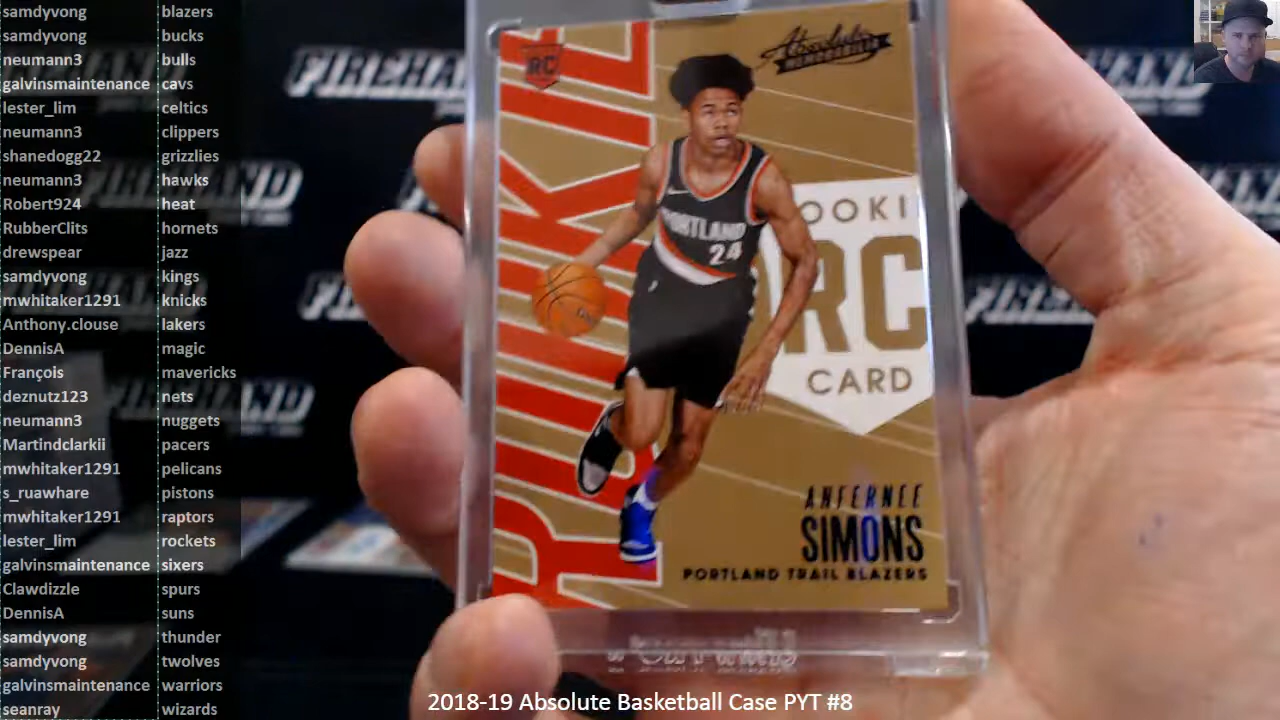 samdyvong blazers
samdyvong bucks
neumann3 bulls
galvinsmaintenance cavs
lester_lim celtics
neumann3 clippers
shanedogg22 grizzlies
neumann3 hawks
Robert924 heat
RubberClits hornets
drewspear jazz
samdyvong kings
mwhitaker1291 knicks
Anthony.clouse lakers
DennisA magic
François mavericks
deznutz123 nets
neumann3 nuggets
Martindclarkii pacers
mwhitaker1291 pelicans
s_ruawhare pistons
mwhitaker1291 raptors
lester_lim rockets
galvinsmaintenance sixers
Clawdizzle spurs
DennisA suns
samdyvong thunder
samdyvong twolves
galvinsmaintenance warriors
seanray wizards
FIREHAND
RC
Absolute
MEMORABILIA
ROOKIE
PORTLAND
24
OOKI
RC
CARD
ANFERNEE
SIMONS
PORTLAND TRAIL BLAZERS
2018-19 Absolute Basketball Case PYT #8